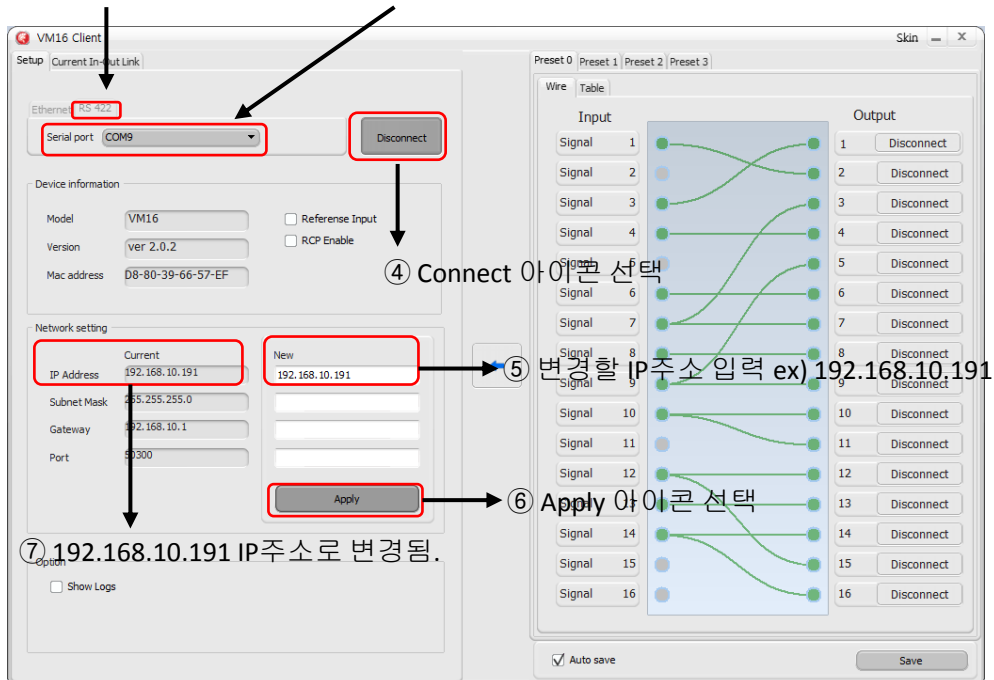 VM16 Client
Skin
Setup Current In-Out Link
Preset 0 Preset 1 Preset 2 Preset 3
Ethernet RS 422
Serial port COM9
Disconnect
Device information
Model VM16
Version ver 2.0.2
Mac address D8-80-39-66-57-EF
Referense Input
RCP Enable
④ Connect 아이콘 선택
Network setting
Current
New
IP Address 192.168.10.191
192.168.10.191
Subnet Mask 255.255.255.0
Gateway 192.168.10.1
Port 50300
⑤ 변경할 IP주소 입력 ex) 192.168.10.191
Apply
⑥ Apply 아이콘 선택
⑦ 192.168.10.191 IP주소로 변경됨.
Option
Show Logs
Wire Table
Input Output
Signal 1 1 Disconnect
Signal 2 2 Disconnect
Signal 3 3 Disconnect
Signal 4 4 Disconnect
Signal 5 5 Disconnect
Signal 6 6 Disconnect
Signal 7 7 Disconnect
Signal 8 8 Disconnect
Signal 9 9 Disconnect
Signal 10 10 Disconnect
Signal 11 11 Disconnect
Signal 12 12 Disconnect
Signal 13 13 Disconnect
Signal 14 14 Disconnect
Signal 15 15 Disconnect
Signal 16 16 Disconnect
Auto save
Save